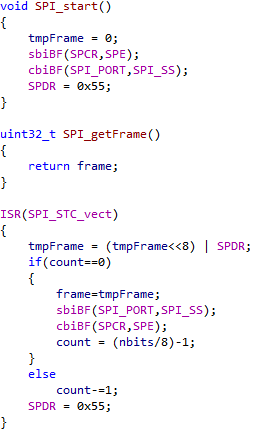 void SPI_start()
{
    tmpFrame = 0;
    sbiBF(SPCR,SPE);
    cbiBF(SPI_PORT,SPI_SS);
    SPDR = 0x55;
}

uint32_t SPI_getFrame()
{
    return frame;
}

ISR(SPI_STC_vect)
{
    tmpFrame = (tmpFrame<<8) | SPDR;
    if(count==0)
    {
        frame=tmpFrame;
        sbiBF(SPI_PORT,SPI_SS);
        cbiBF(SPCR,SPE);
        count = (nbits/8)-1;
    }
    else
        count-=1;
    SPDR = 0x55;
}